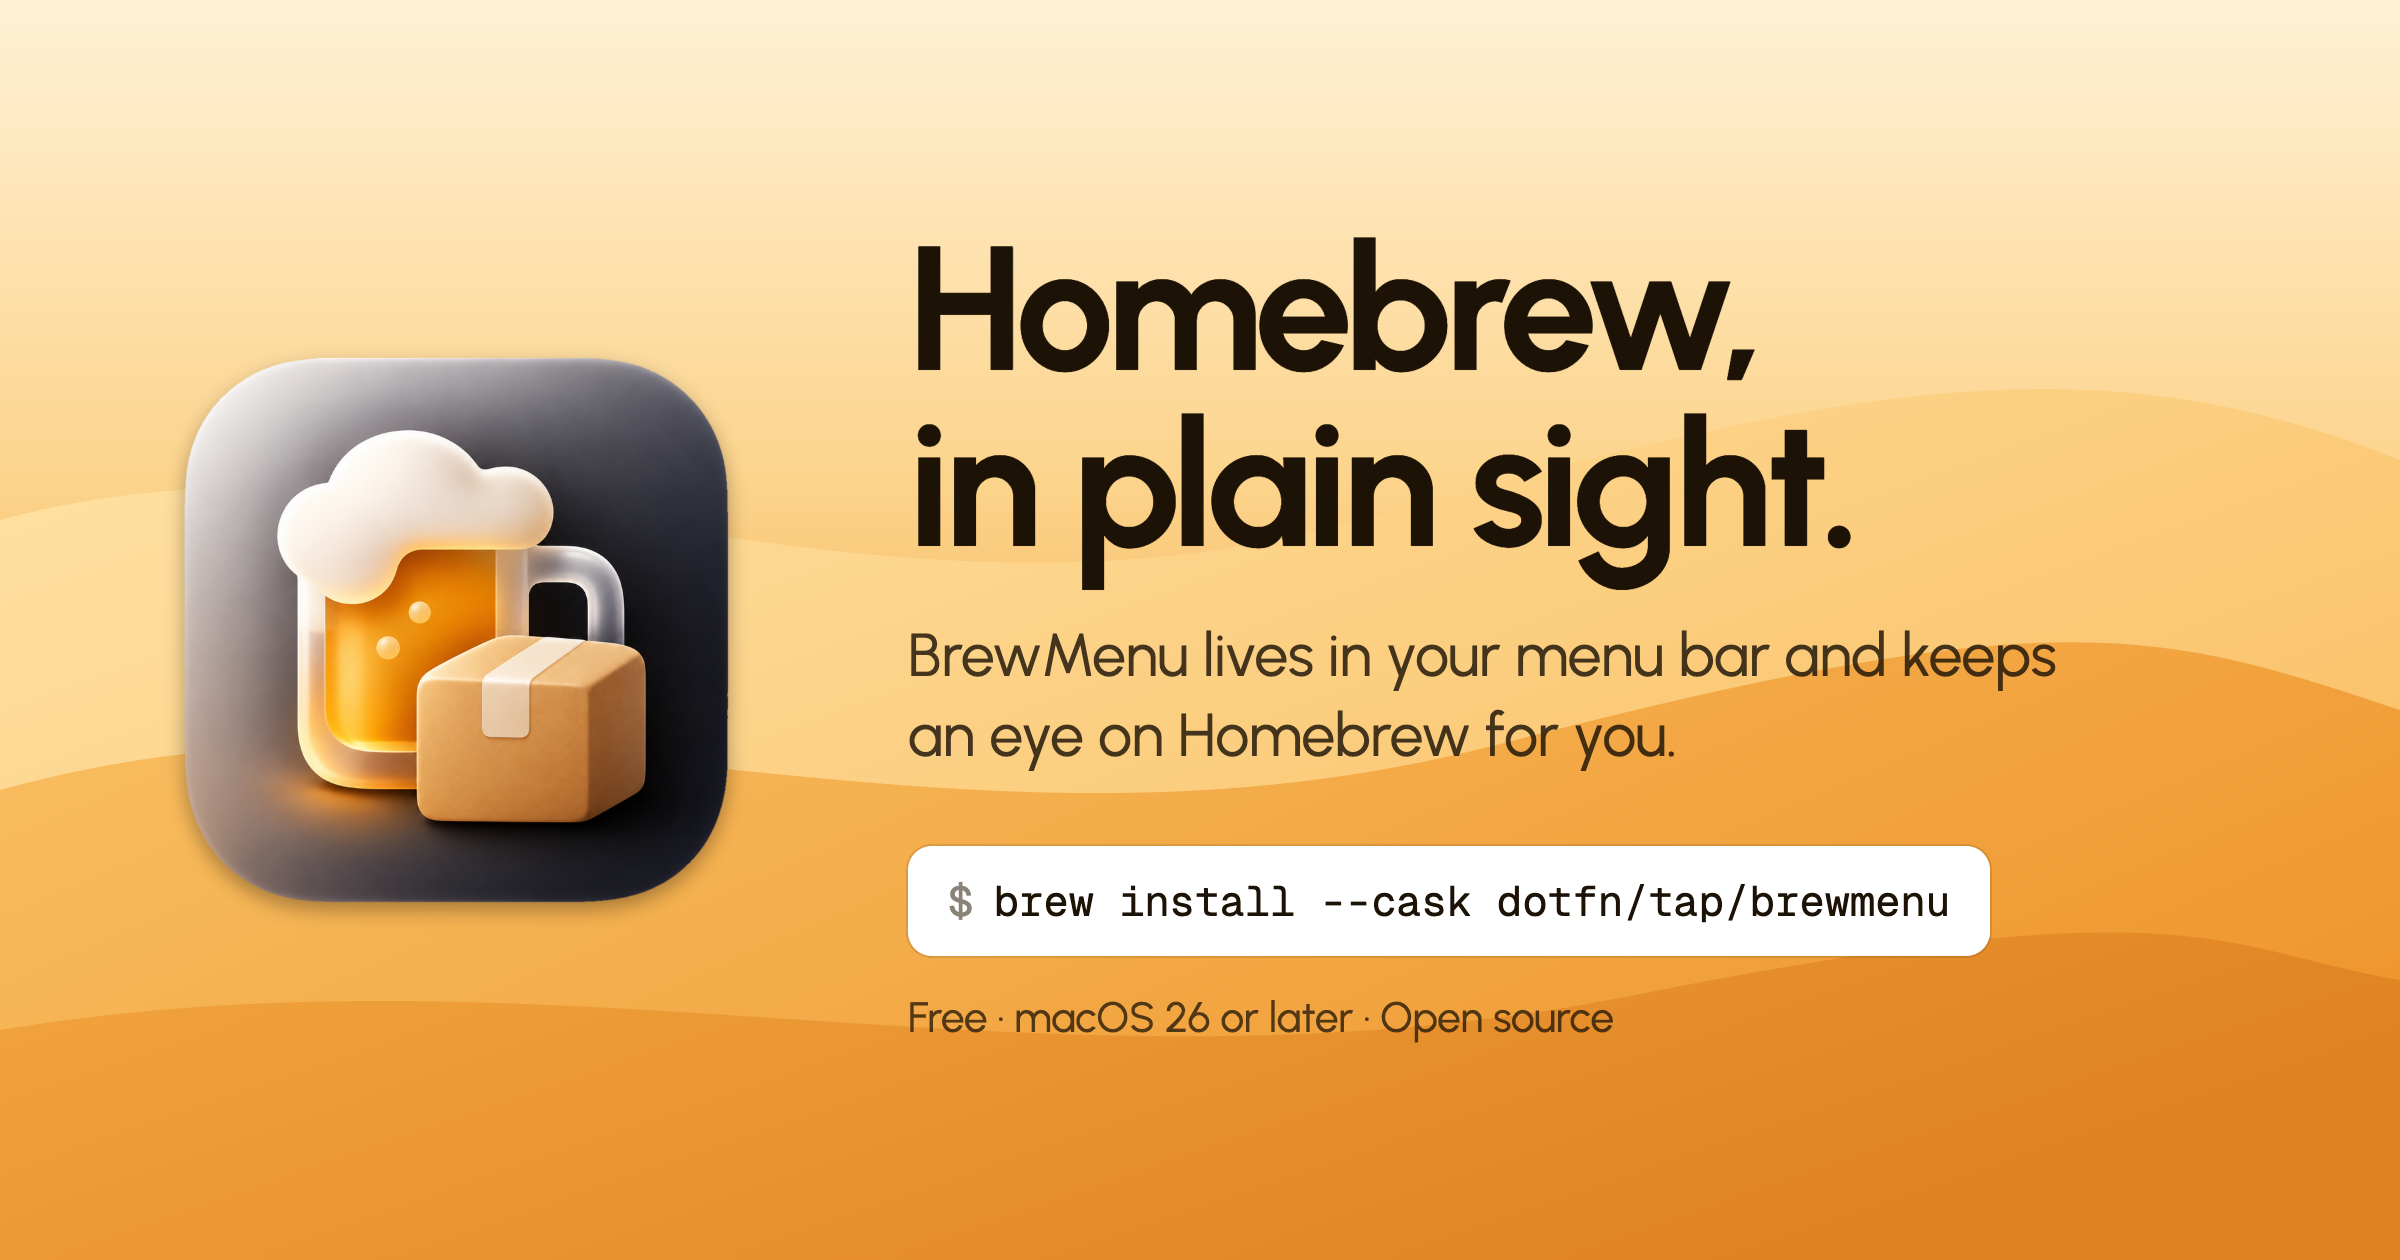 Homebrew,
in plain sight.
BrewMenu lives in your menu bar and keeps
an eye on Homebrew for you.
$ brew install --cask dotfn/tap/brewmenu
Free · macOS 26 or later · Open source